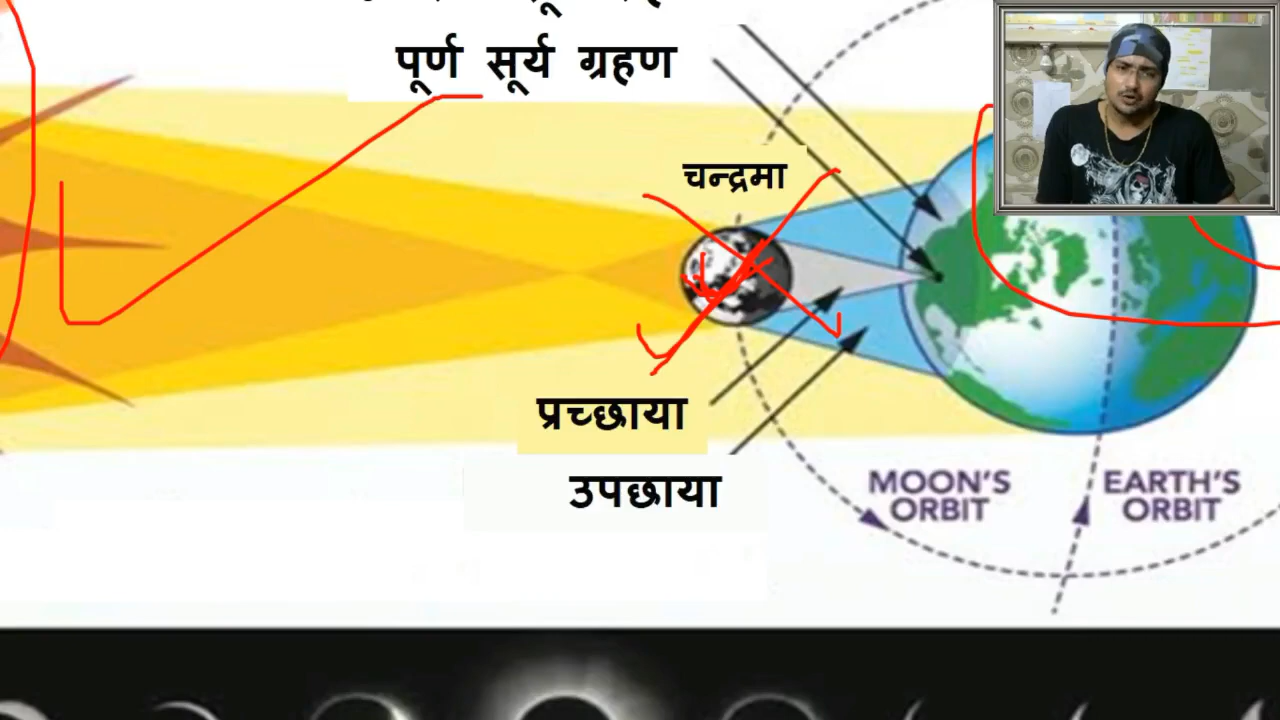 पूर्ण सूर्य ग्रहण
चन्द्रमा
प्रच्छाया
उपछाया
MOON'S
ORBIT
EARTH'S
ORBIT